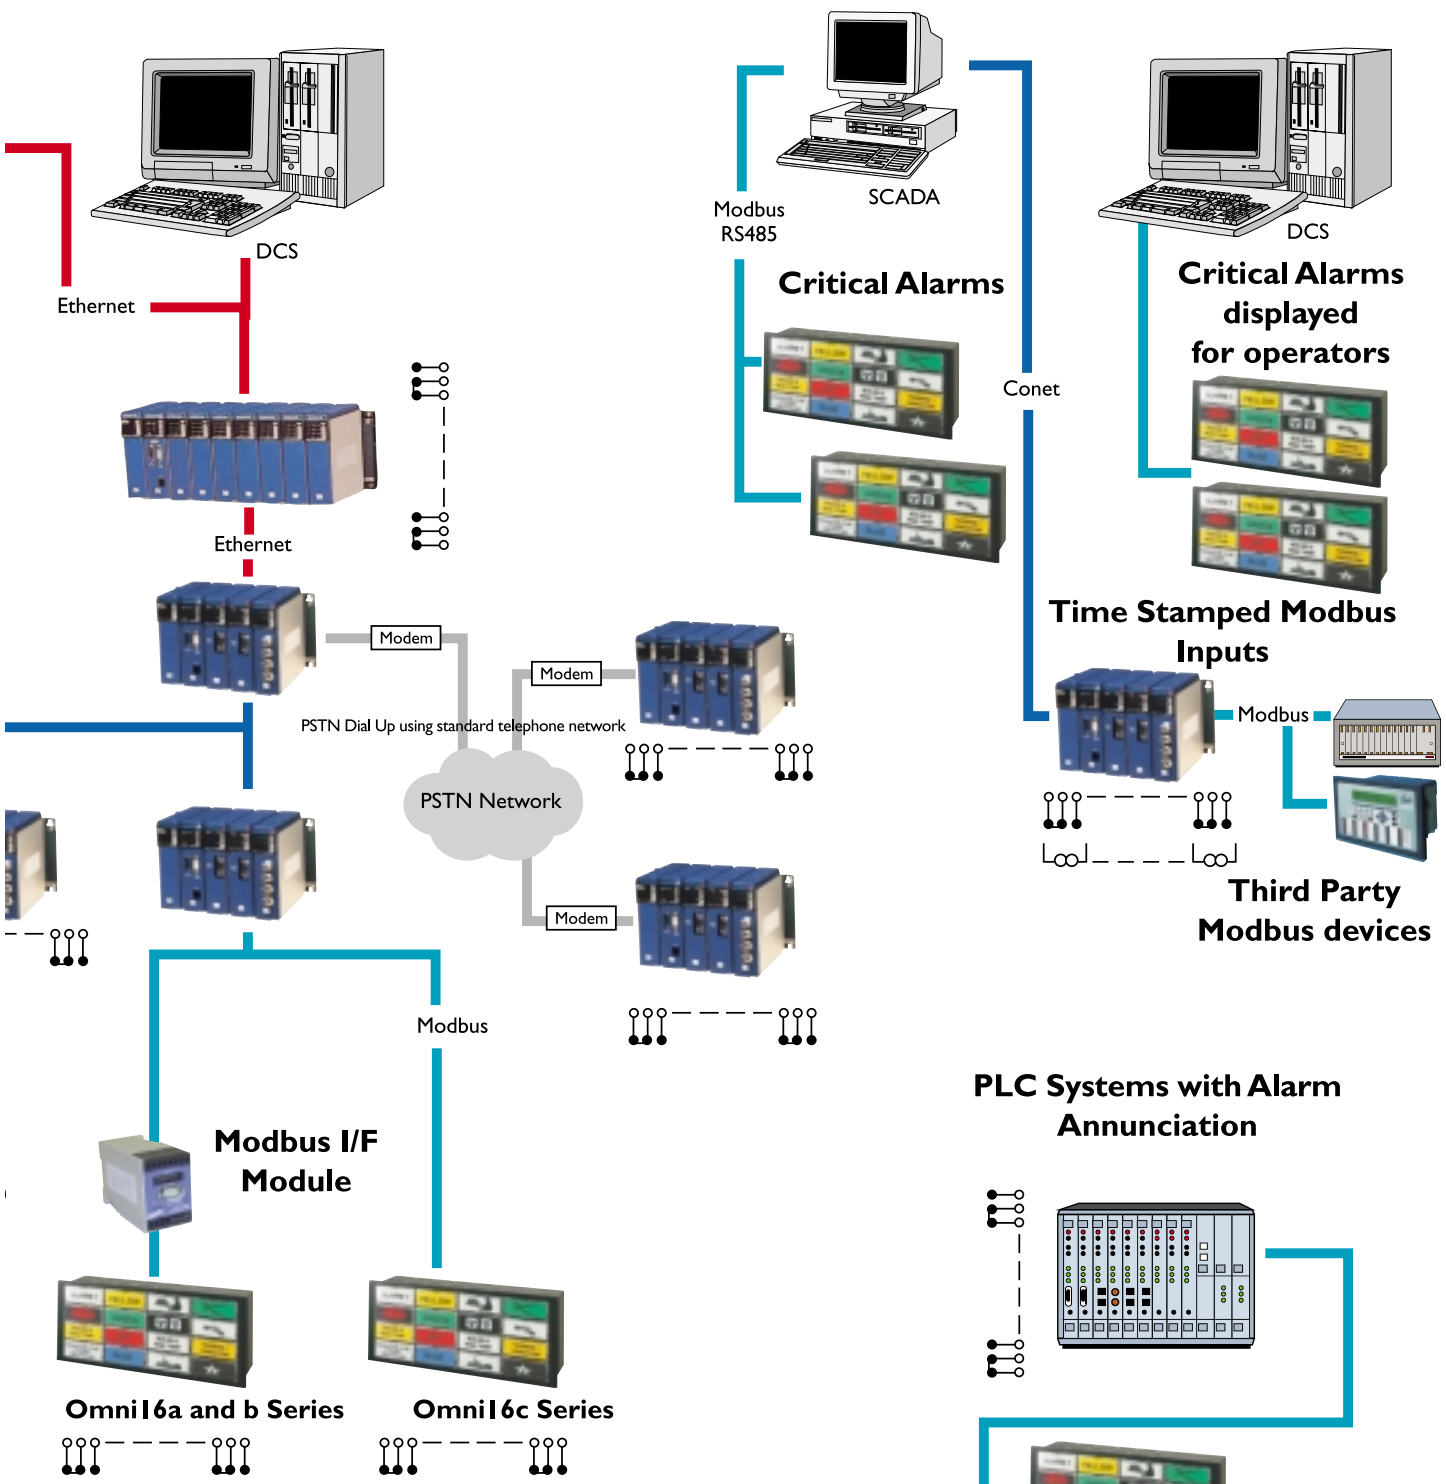 DCS
Ethernet
Ethernet
Modem
Modem
PSTN Dial Up using standard telephone network
PSTN Network
Modem
Modbus
Modbus I/F
Module
Omni16a and b Series
Omni16c Series
SCADA
Modbus
RS485
Critical Alarms
Conet
DCS
Critical Alarms
displayed
for operators
Time Stamped Modbus
Inputs
Modbus
Third Party
Modbus devices
PLC Systems with Alarm
Annunciation